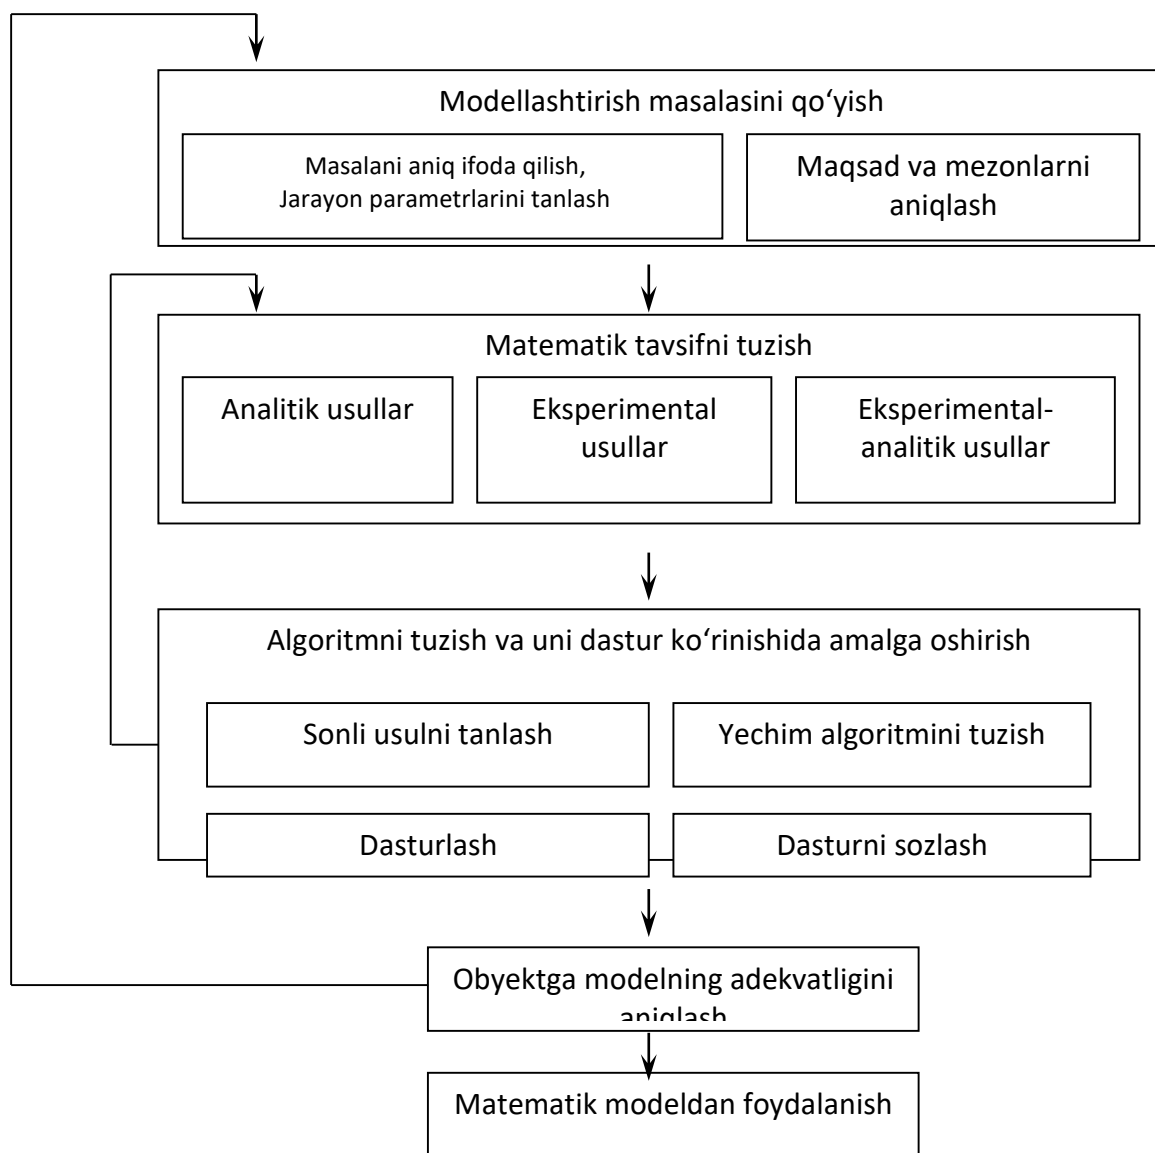 Modellashtirish masalasini qo‘yish
Masalani aniq ifoda qilish,
Jarayon parametrlarini tanlash
Maqsad va mezonlarni
aniqlash
Matematik tavsifni tuzish
Analitik usullar
Eksperimental
usullar
Eksperimental-
analitik usullar
Algoritmni tuzish va uni dastur ko‘rinishida amalga oshirish
Sonli usulni tanlash
Yechim algoritmini tuzish
Dasturlash
Dasturni sozlash
Obyektga modelning adekvatligini
aniqlash
Matematik modeldan foydalanish